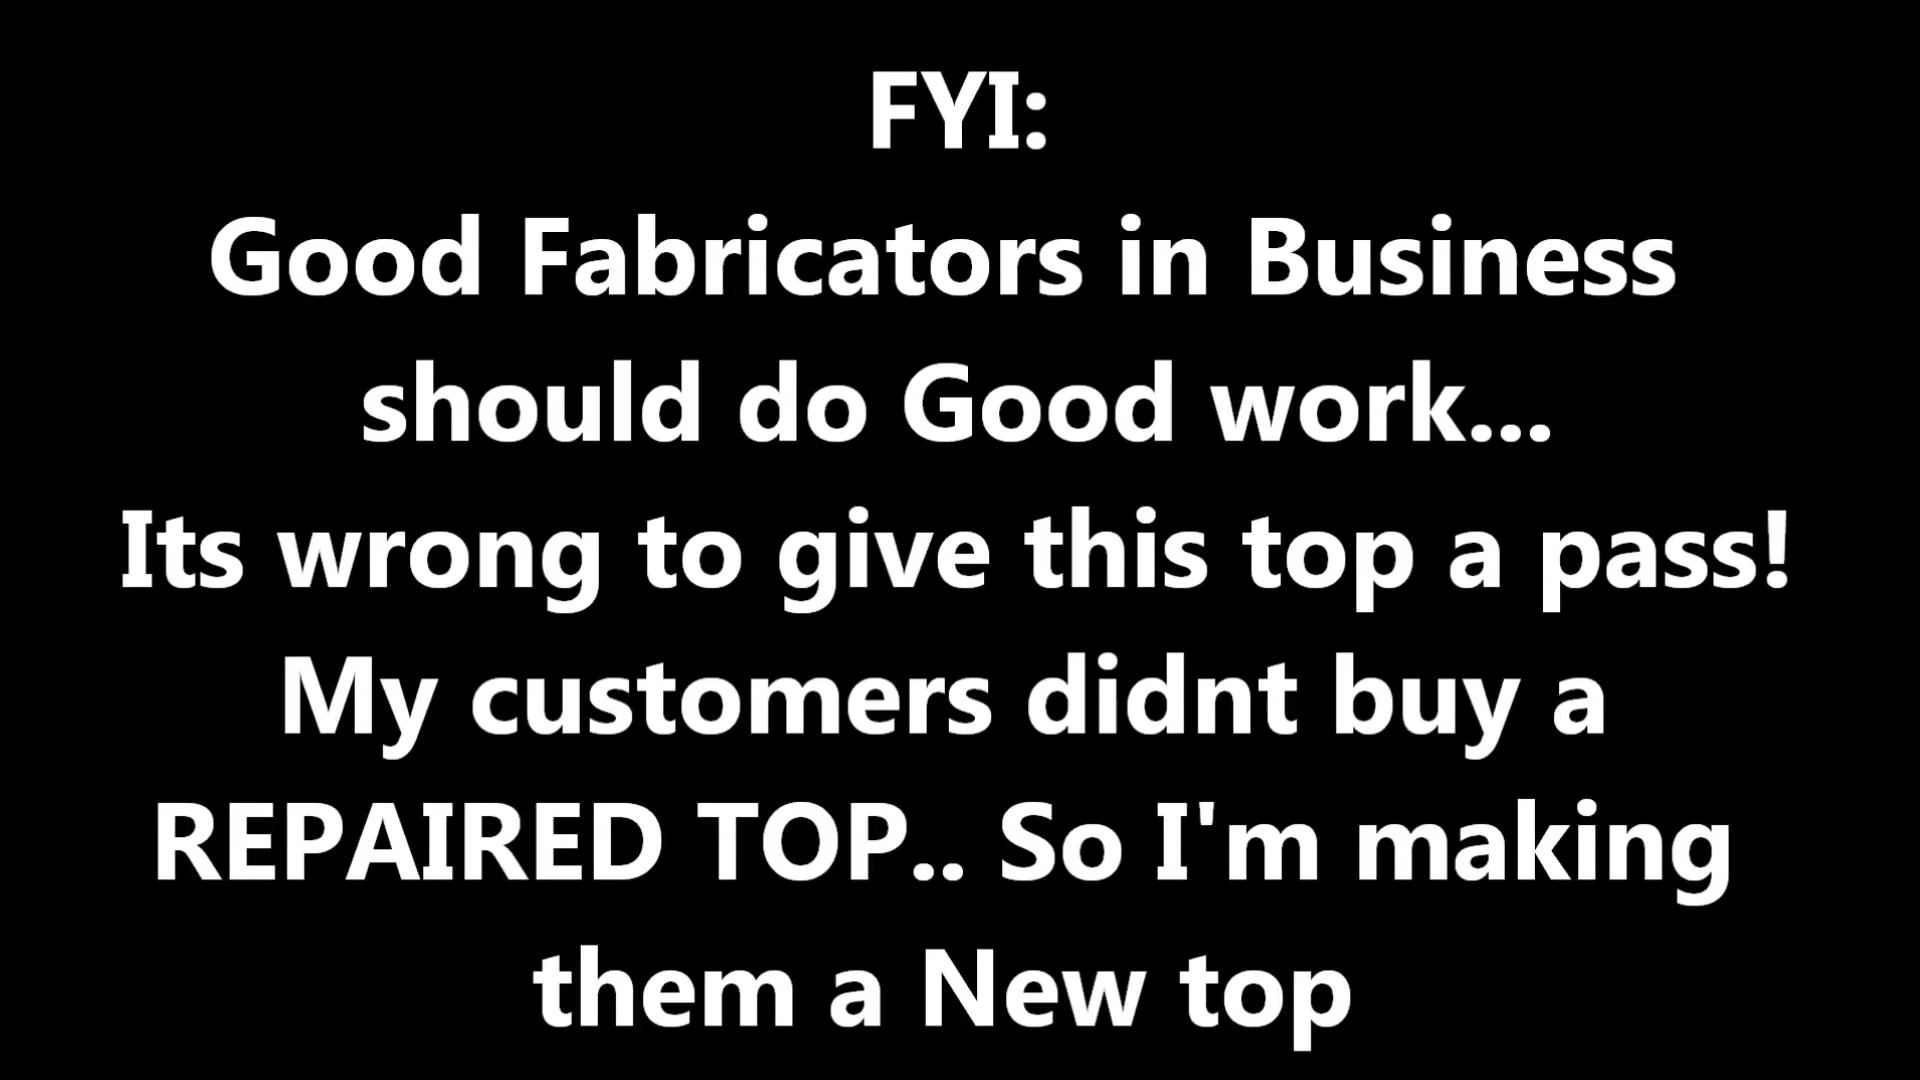 FYI:
Good Fabricators in Business
should do Good work...
Its wrong to give this top a pass!
My customers didnt buy a
REPAIRED TOP.. So I'm making
them a New top